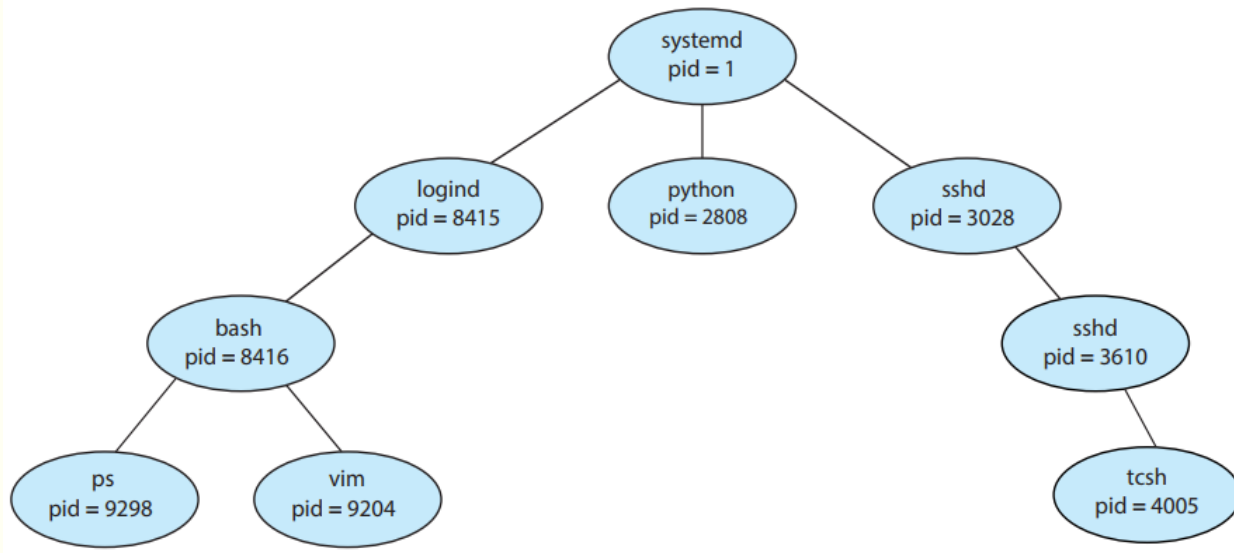 systemd
pid = 1
logind
pid = 8415
python
pid = 2808
sshd
pid = 3028
bash
pid = 8416
sshd
pid = 3610
ps
pid = 9298
vim
pid = 9204
tcsh
pid = 4005